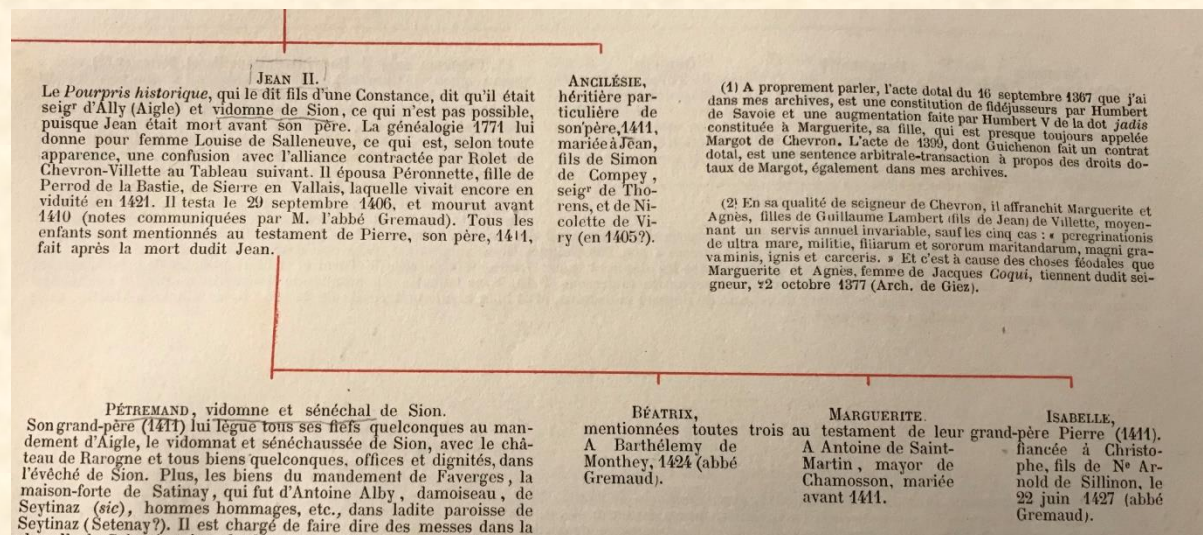 JEAN II.
Le Pourpris historique, qui le dit fils d'une Constance, dit qu'il était
seigr d'Ally (Aigle) et vidomne de Sion, ce qui n'est pas possible,
puisque Jean était mort avant son père. La généalogie 1771 lui
donne pour femme Louise de Salleneuve, ce qui est, selon toute
apparence, une confusion avec l'alliance contractée par Rolet de
Chevron-Villette au Tableau suivant. Il épousa Péronnette, fille de
Perrod de la Bastie, de Sierre en Vallais, laquelle vivait encore en
viduité en 1421. Il testa le 29 septembre 1406, et mourut avant
1410 (notes communiquées par M. l'abbé Gremaud). Tous les
enfants sont mentionnés au testament de Pierre, son père, 1411,
fait après la mort dudit Jean.
ANCILÉSIE,
héritière par-
ticulière de
son père, 1411,
mariée à Jean,
fils de Simon
de Compey,
seigr de Tho-
rens, et de Ni-
colette de Vi-
ry (en 1405?).
(1) A proprement parler, l'acte dotal du 16 septembre 1367 que j'ai
dans mes archives, est une constitution de fidéjusseurs par Humbert
de Savoie et une augmentation faite par Humbert V de la dot jadis
constituée à Marguerite, sa fille, qui est presque toujours appelée
Margot de Chevron. L'acte de 1399, dont Guichenon fait un contrat
dotal, est une sentence arbitrale-transaction à propos des droits do-
taux de Margot, également dans mes archives.
(2) En sa qualité de seigneur de Chevron, il affranchit Marguerite et
Agnès, filles de Guillaume Lambert (fils de Jean) de Villette, moyen-
nant un servis annuel invariable, sauf les cinq cas : « peregrinationis
de ultra mare, militie, filiarum et sororum maritandarum, magni gra-
vaminis, ignis et carceris. » Et c'est à cause des choses féodales que
Marguerite et Agnès, femme de Jacques Coqui, tiennent dudit sei-
gneur, 22 octobre 1377 (Arch. de Giez).
PÉTREMAND, vidomne et sénéchal de Sion.
Son grand-père (1411) lui lègue tous ses fiefs quelconques au man-
dement d'Aigle, le vidomnat et sénéchaussée de Sion, avec le châ-
teau de Rarogne et tous biens quelconques, offices et dignités, dans
l'évêché de Sion. Plus, les biens du mandement de Faverges, la
maison-forte de Satinay, qui fut d'Antoine Alby, damoiseau, de
Seytinaz (sic), hommes hommages, etc., dans ladite paroisse de
Seytinaz (Setenay?). Il est chargé de faire dire des messes dans la
BÉATRIX,
MARGUERITE.
ISABELLE,
mentionnées toutes trois au testament de leur grand-père Pierre (1411).
A Barthélemy de
Monthey, 1424 (abbé
Gremaud).
A Antoine de Saint-
Martin, mayor de
Chamosson, mariée
avant 1411.
fiancée à Christo-
phe, fils de Ne Ar-
nold de Sillinon, le
22 juin 1427 (abbé
Gremaud).